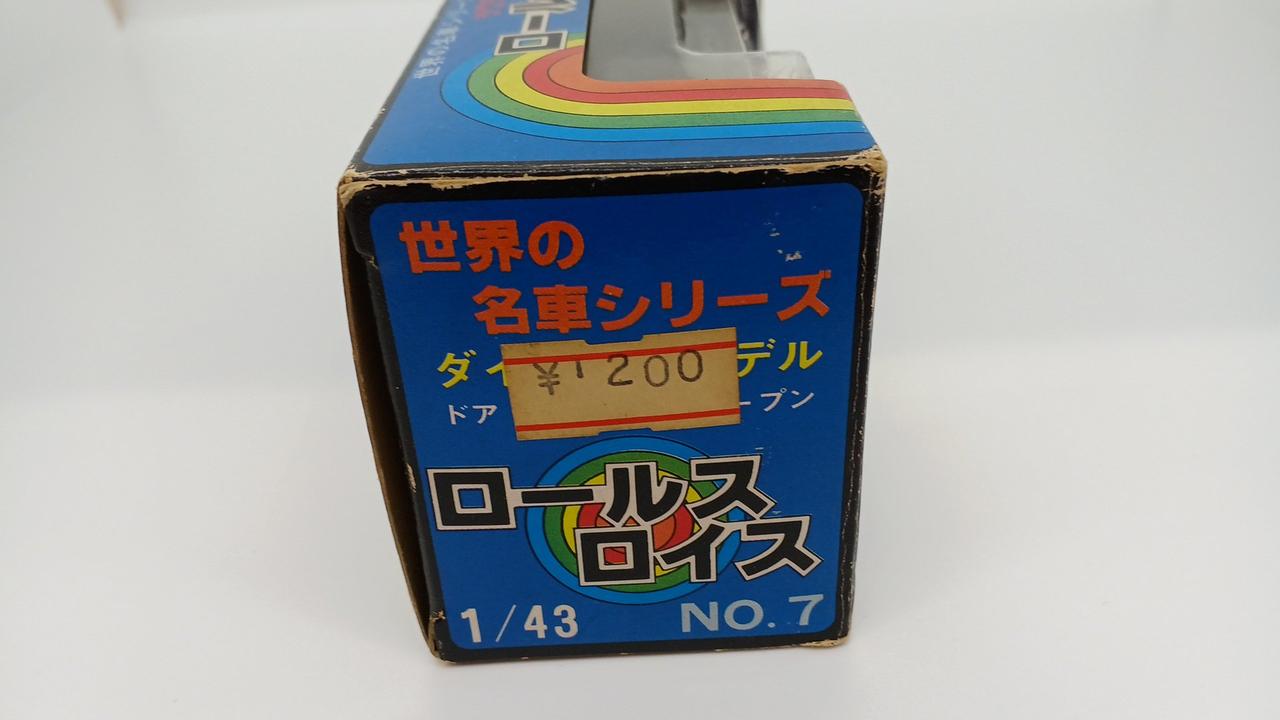 世界の
名車シリーズ
ダイ デル
¥1200
ドア ープン
ロールス
ロイス
1/43 NO.7